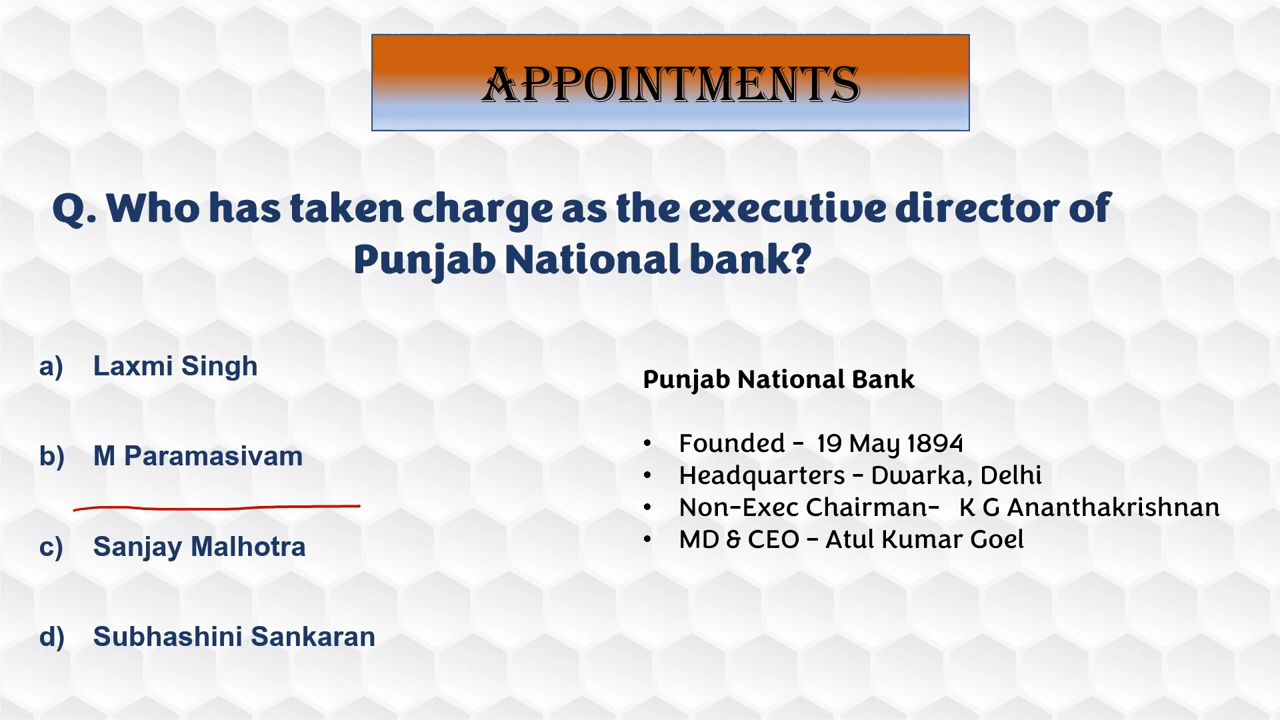 APPOINTMENTS
Q. Who has taken charge as the executive director of
Punjab National bank?
a) Laxmi Singh
b) M Paramasivam
c) Sanjay Malhotra
d) Subhashini Sankaran
Punjab National Bank
• Founded – 19 May 1894
• Headquarters – Dwarka, Delhi
• Non-Exec Chairman- K G Ananthakrishnan
• MD & CEO – Atul Kumar Goel